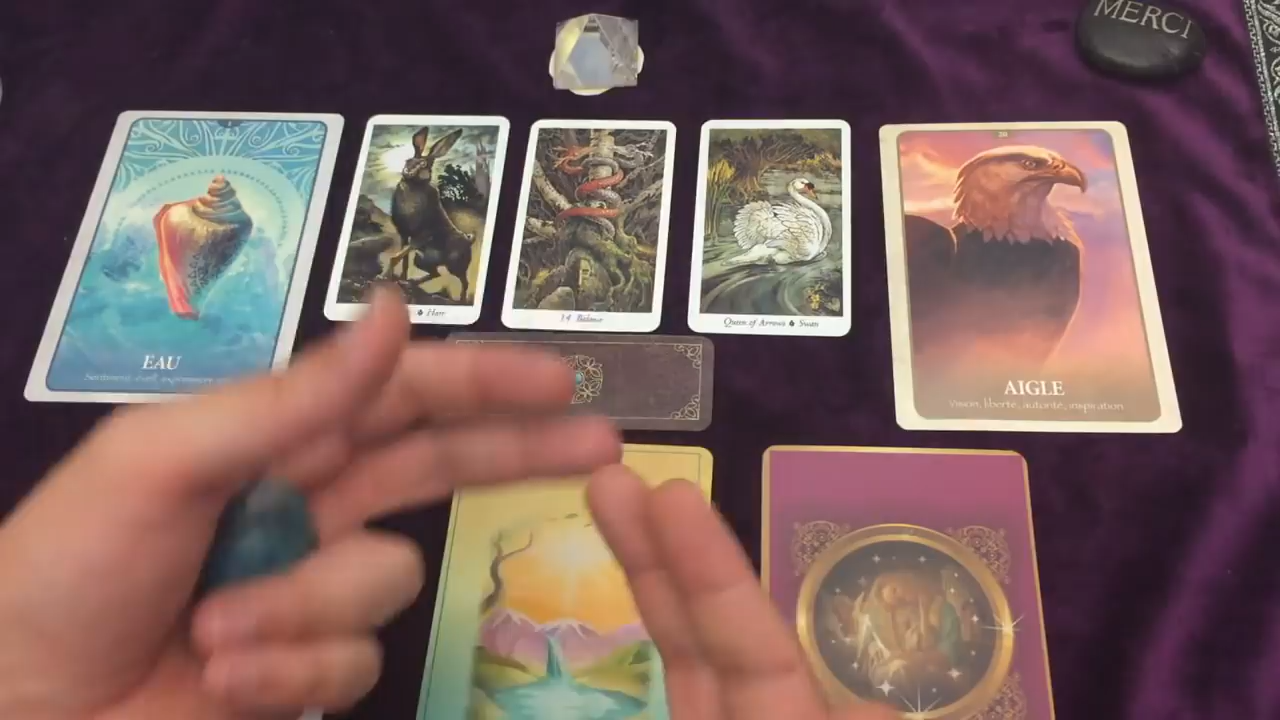 MERCI
EAU
Hare
14 Balance
Queen of Arrows Swan
AIGLE
Vision, liberté, autorité, inspiration